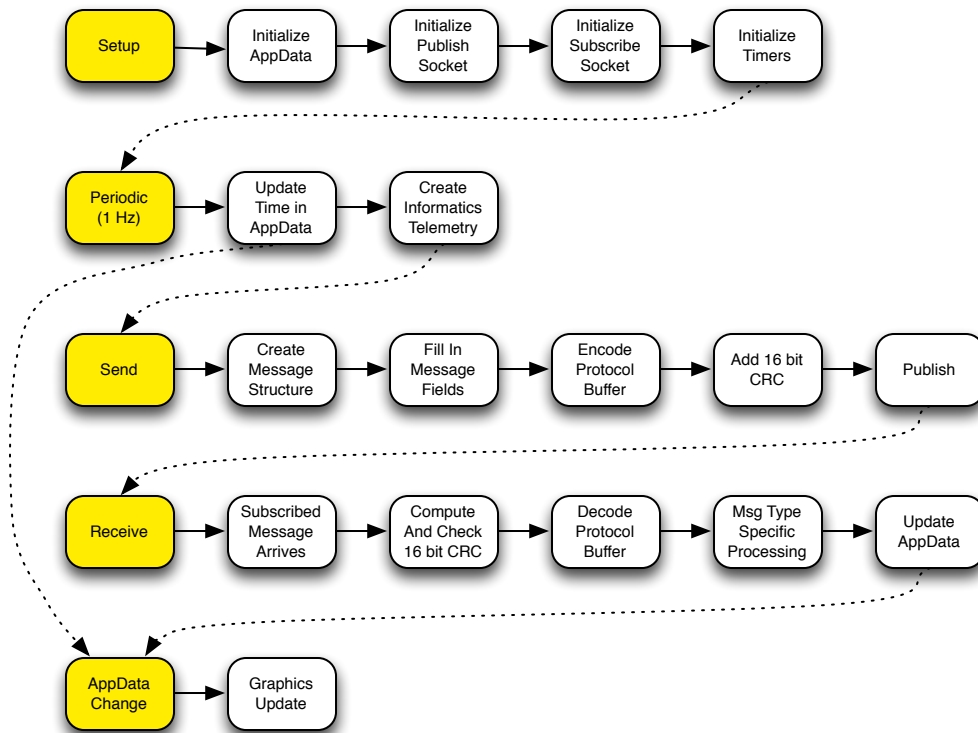 Setup
Initialize
AppData
Initialize
Publish
Socket
Initialize
Subscribe
Socket
Initialize
Timers
Periodic
(1 Hz)
Update
Time in
AppData
Create
Informatics
Telemetry
Send
Create
Message
Structure
Fill In
Message
Fields
Encode
Protocol
Buffer
Add 16 bit
CRC
Publish
Receive
Subscribed
Message
Arrives
Compute
And Check
16 bit CRC
Decode
Protocol
Buffer
Msg Type
Specific
Processing
Update
AppData
AppData
Change
Graphics
Update